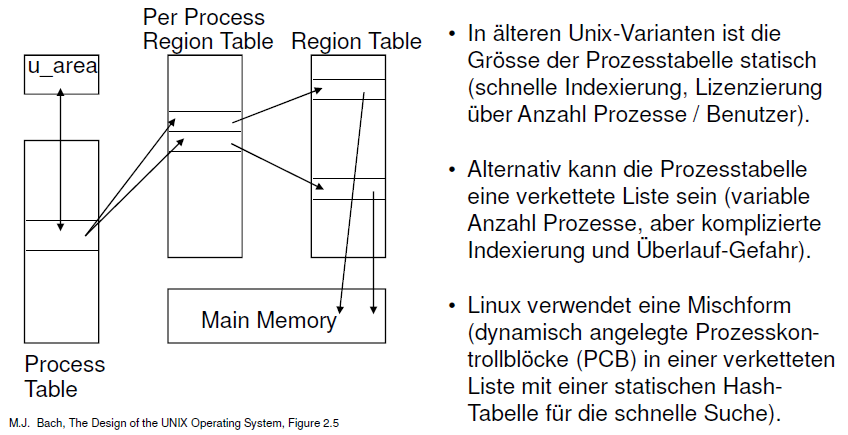 Per Process
Region Table
Region Table
u_area
Main Memory
Process
Table
M.J. Bach, The Design of the UNIX Operating System, Figure 2.5
• In älteren Unix-Varianten ist die
Grösse der Prozesstabelle statisch
(schnelle Indexierung, Lizenzierung
über Anzahl Prozesse / Benutzer).
• Alternativ kann die Prozesstabelle
eine verkettete Liste sein (variable
Anzahl Prozesse, aber komplizierte
Indexierung und Überlauf-Gefahr).
• Linux verwendet eine Mischform
(dynamisch angelegte Prozesskon-
trollblöcke (PCB) in einer verketteten
Liste mit einer statischen Hash-
Tabelle für die schnelle Suche).